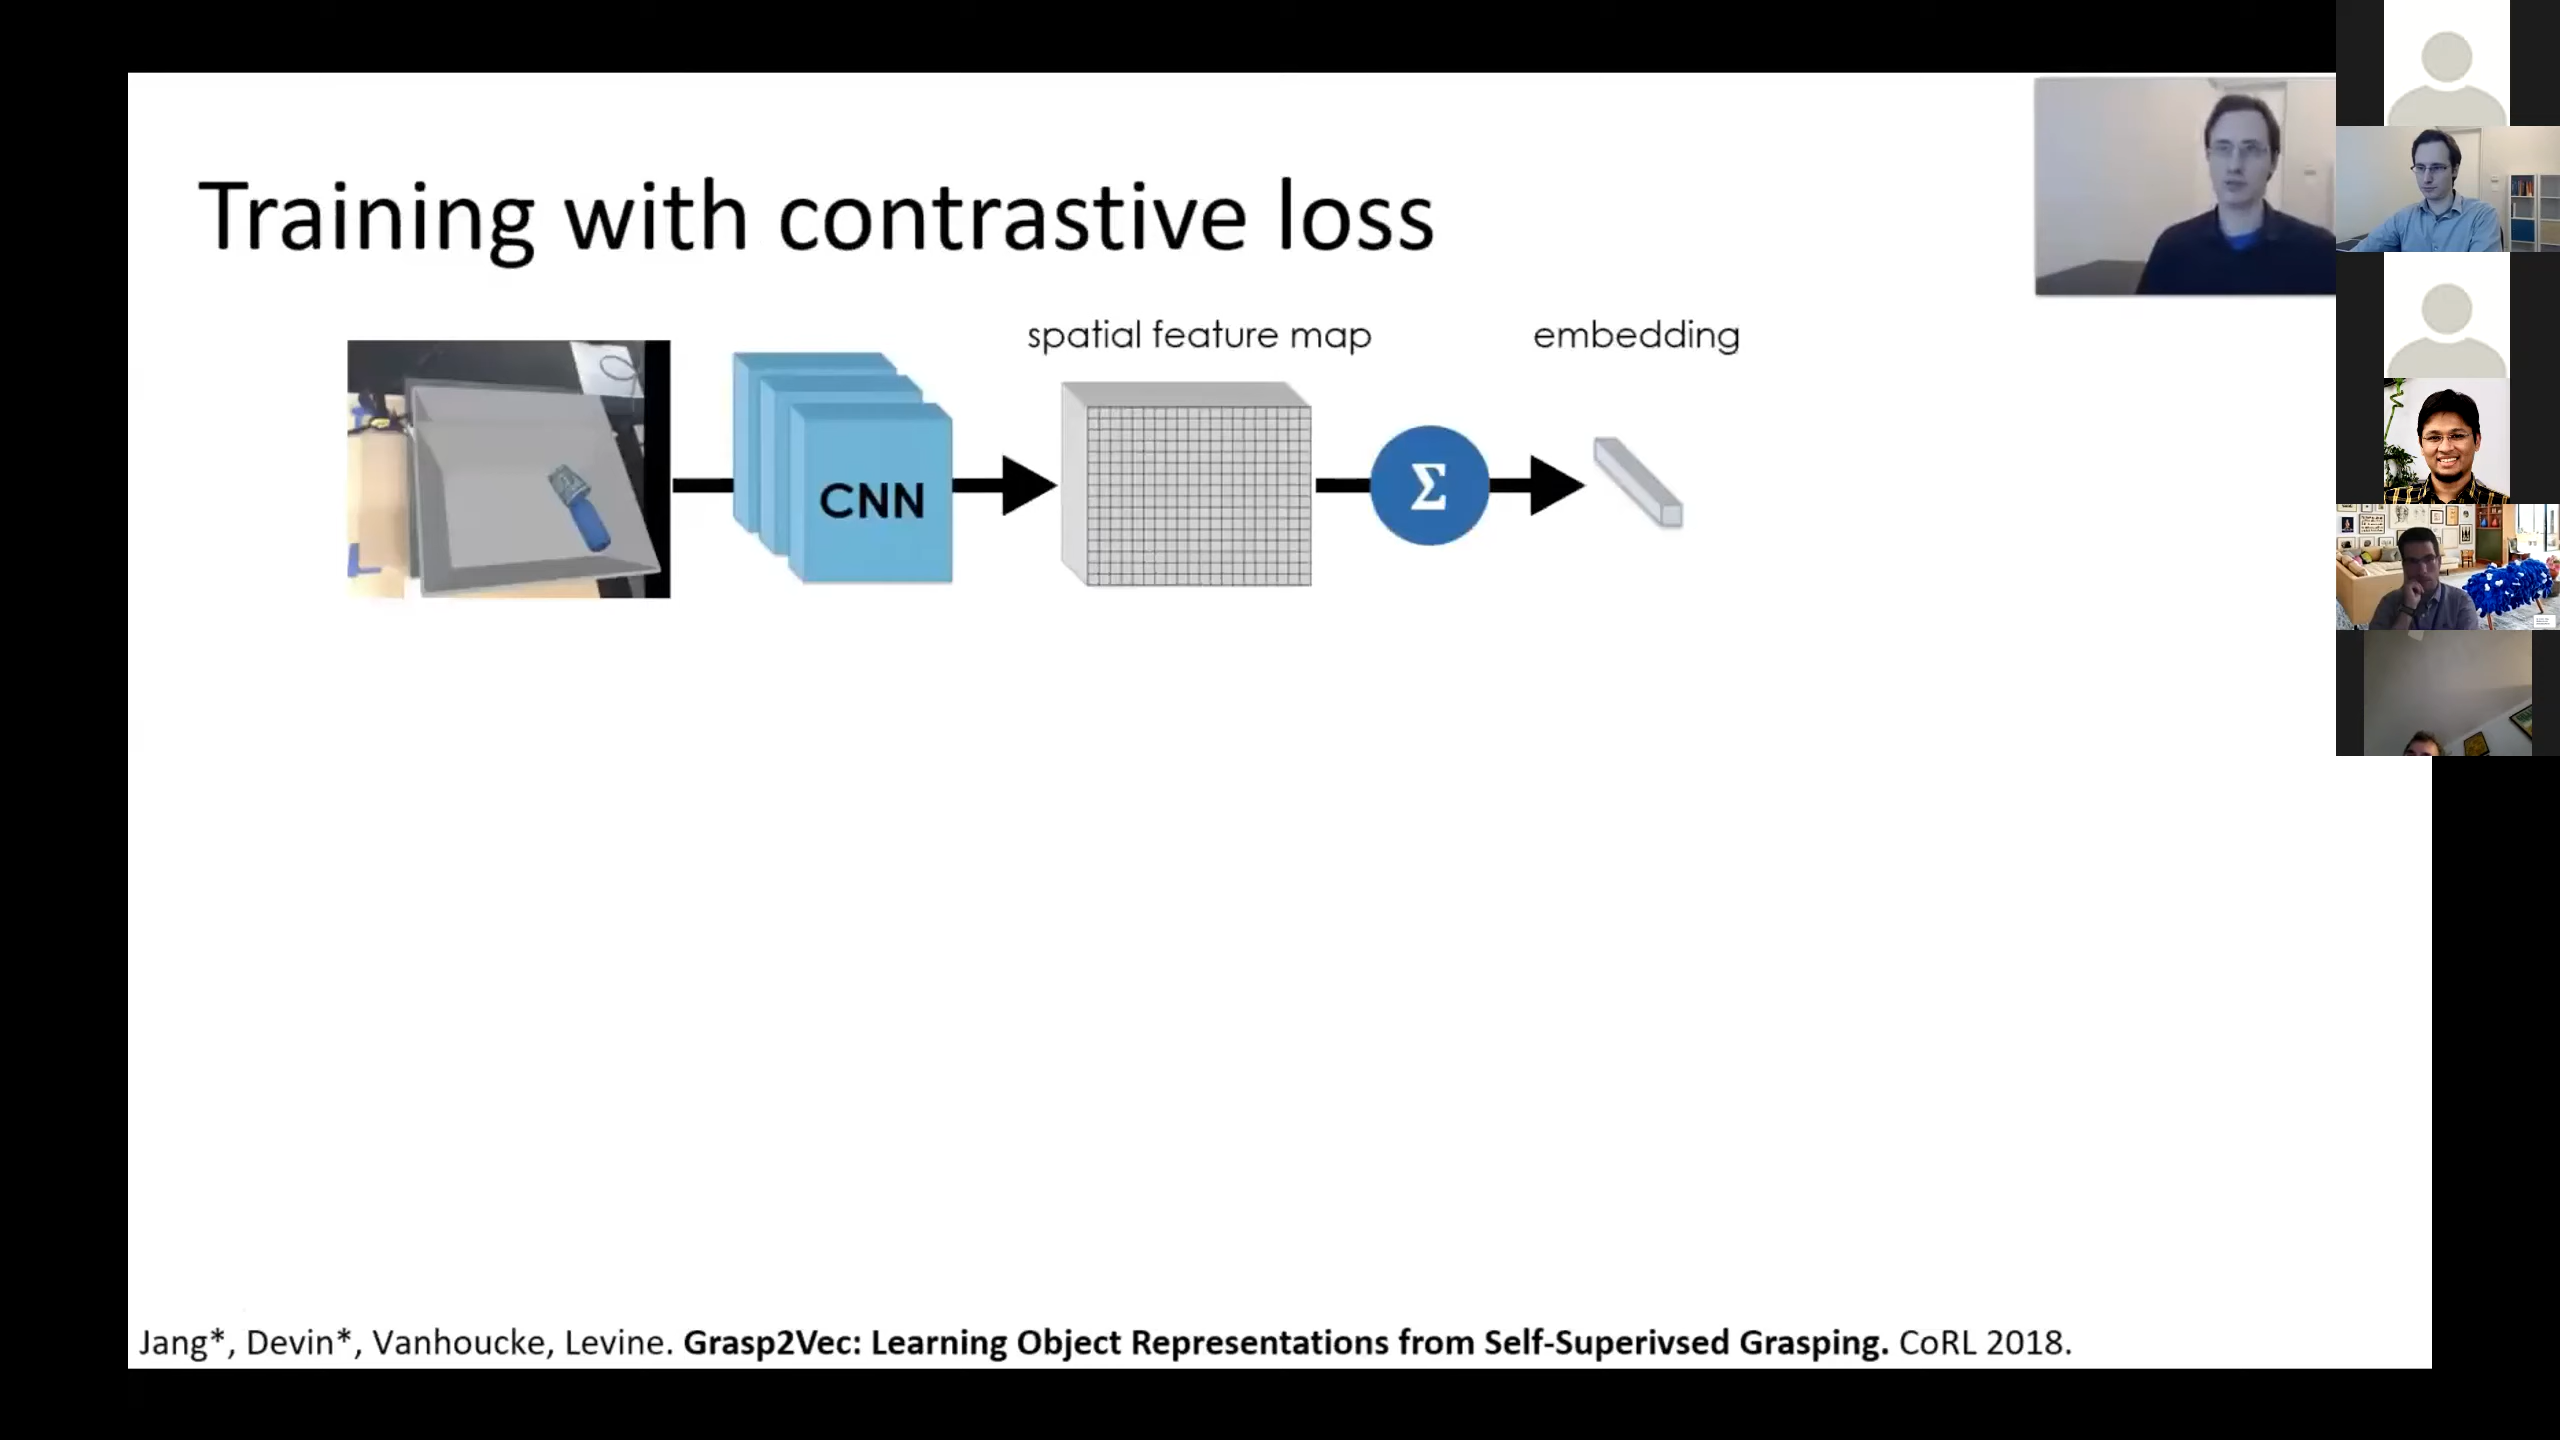 Training with contrastive loss
spatial feature map
embedding
CNN
Σ
Jang*, Devin*, Vanhoucke, Levine. Grasp2Vec: Learning Object Representations from Self-Superivsed Grasping. CoRL 2018.